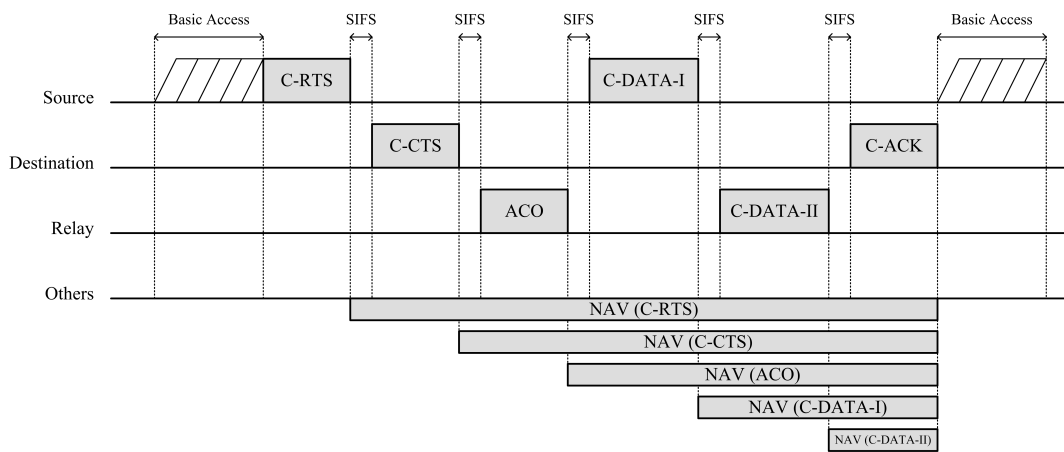 Basic Access SIFS SIFS SIFS SIFS SIFS Basic Access
Source C-RTS C-DATA-I
Destination C-CTS C-ACK
Relay ACO C-DATA-II
Others
NAV (C-RTS)
NAV (C-CTS)
NAV (ACO)
NAV (C-DATA-I)
NAV (C-DATA-II)